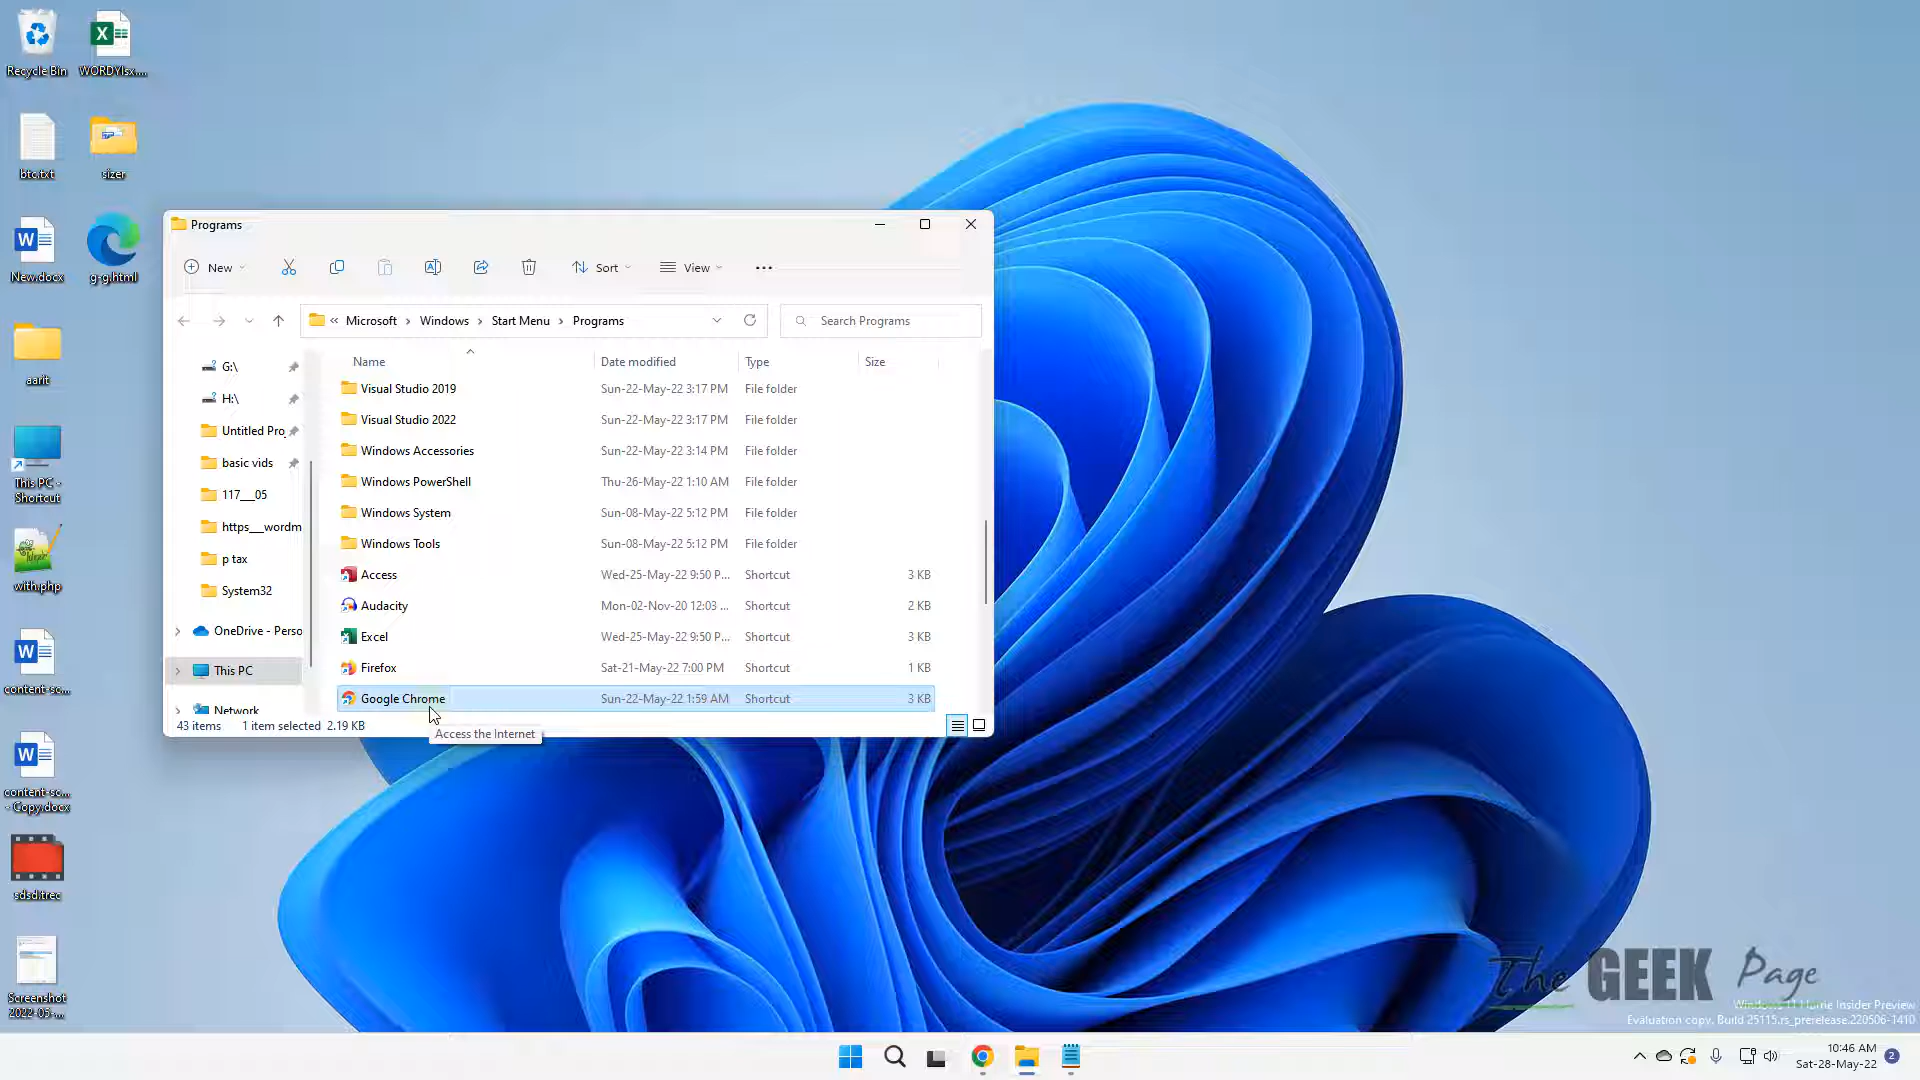 Recycle Bin
WORDYlsx....
btc.txt
sizer
New.docx
g-g.html
aarit
This PC -
Shortcut
with.php
content-sc...
content-sc...
- Copy.docx
sdsd.trec
Screenshot
2022-05-...
Programs
New
Sort
View
Microsoft
Windows
Start Menu
Programs
Search Programs
G:\
H:\
Untitled Pro
basic vids
117___05
https___wordm
p tax
System32
OneDrive - Perso
This PC
Network
Name Date modified Type Size
Visual Studio 2019 Sun-22-May-22 3:17 PM File folder
Visual Studio 2022 Sun-22-May-22 3:17 PM File folder
Windows Accessories Sun-22-May-22 3:14 PM File folder
Windows PowerShell Thu-26-May-22 1:10 AM File folder
Windows System Sun-08-May-22 5:12 PM File folder
Windows Tools Sun-08-May-22 5:12 PM File folder
Access Wed-25-May-22 9:50 P... Shortcut 3 KB
Audacity Mon-02-Nov-20 12:03 ... Shortcut 2 KB
Excel Wed-25-May-22 9:50 P... Shortcut 3 KB
Firefox Sat-21-May-22 7:00 PM Shortcut 1 KB
Google Chrome Sun-22-May-22 1:59 AM Shortcut 3 KB
43 items 1 item selected 2.19 KB
Access the Internet
The GEEK Page
Windows 11 Home Insider Preview
Evaluation copy. Build 25115.rs_prerelease.220506-1410
10:46 AM
Sat-28-May-22
2